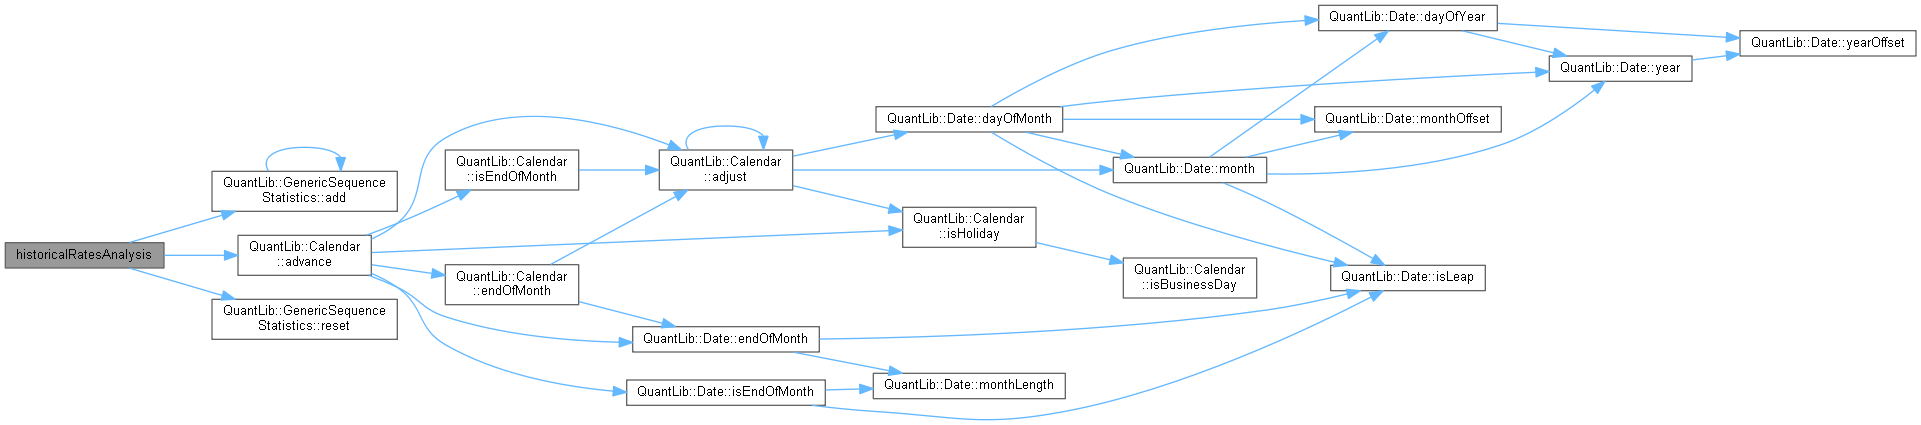 historicalRatesAnalysis
QuantLib::GenericSequence
Statistics::add
QuantLib::Calendar
::advance
QuantLib::GenericSequence
Statistics::reset
QuantLib::Calendar
::isEndOfMonth
QuantLib::Calendar
::endOfMonth
QuantLib::Calendar
::adjust
QuantLib::Date::endOfMonth
QuantLib::Date::isEndOfMonth
QuantLib::Date::dayOfMonth
QuantLib::Calendar
::isHoliday
QuantLib::Date::monthLength
QuantLib::Date::month
QuantLib::Calendar
::isBusinessDay
QuantLib::Date::dayOfYear
QuantLib::Date::monthOffset
QuantLib::Date::isLeap
QuantLib::Date::year
QuantLib::Date::yearOffset